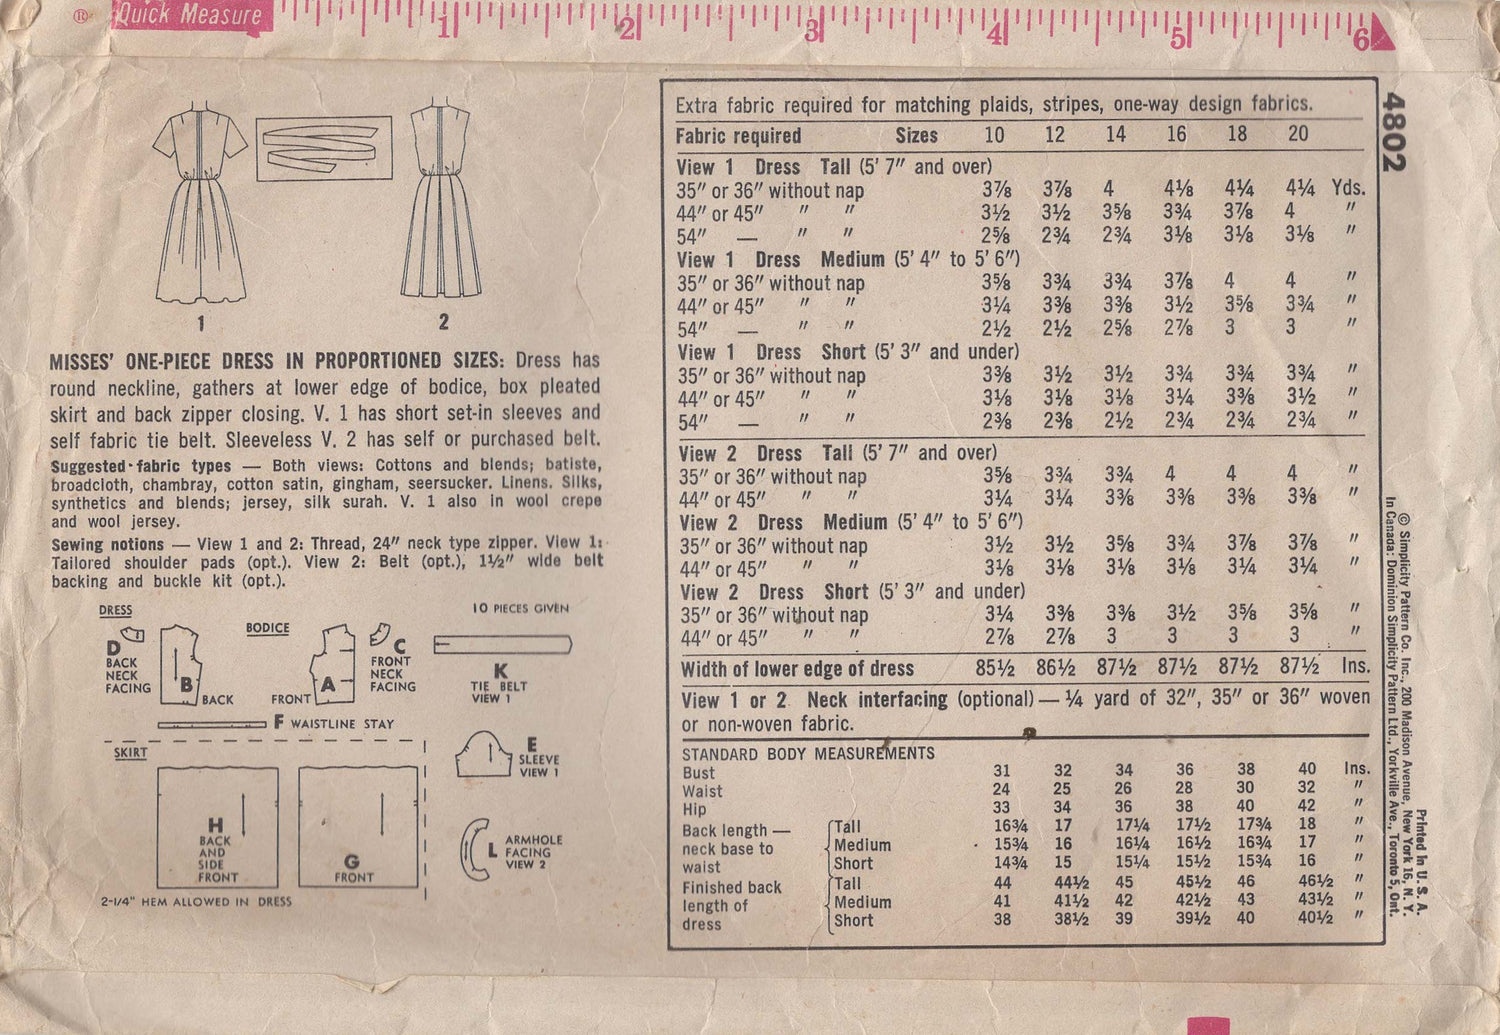 ® Quick Measure
1 2 3 4 5 6
1
2
MISSES' ONE-PIECE DRESS IN PROPORTIONED SIZES: Dress has
round neckline, gathers at lower edge of bodice, box pleated
skirt and back zipper closing. V. 1 has short set-in sleeves and
self fabric tie belt. Sleeveless V. 2 has self or purchased belt.
Suggested fabric types — Both views: Cottons and blends; batiste,
broadcloth, chambray, cotton satin, gingham, seersucker. Linens. Silks,
synthetics and blends; jersey, silk surah. V. 1 also in wool crepe
and wool jersey.
Sewing notions — View 1 and 2: Thread, 24" neck type zipper. View 1:
Tailored shoulder pads (opt.). View 2: Belt (opt.), 1½" wide belt
backing and buckle kit (opt.).
DRESS
10 PIECES GIVEN
BODICE
D
BACK
NECK
FACING
B
BACK
A
FRONT
C
FRONT
NECK
FACING
K
TIE BELT
VIEW 1
F WAISTLINE STAY
SKIRT
E
SLEEVE
VIEW 1
H
BACK
AND
SIDE
FRONT
G
FRONT
L
ARMHOLE
FACING
VIEW 2
2-1/4" HEM ALLOWED IN DRESS
Extra fabric required for matching plaids, stripes, one-way design fabrics.
Fabric required Sizes 10 12 14 16 18 20
View 1 Dress Tall (5' 7" and over)
35" or 36" without nap 3⅞ 3⅞ 4 4⅛ 4¼ 4¼ Yds.
44" or 45" " " 3½ 3½ 3⅝ 3¾ 3⅞ 4 "
54" — " " 2⅝ 2¾ 2¾ 3⅛ 3⅛ 3⅛ "
View 1 Dress Medium (5' 4" to 5' 6")
35" or 36" without nap 3⅝ 3¾ 3¾ 3⅞ 4 4 "
44" or 45" " " 3¼ 3⅜ 3⅜ 3½ 3⅝ 3¾ "
54" — " " 2½ 2½ 2⅝ 2⅞ 3 3 "
View 1 Dress Short (5' 3" and under)
35" or 36" without nap 3⅜ 3½ 3½ 3¾ 3¾ 3¾ "
44" or 45" " " 3⅛ 3⅛ 3⅛ 3¼ 3⅜ 3½ "
54" — " " 2⅜ 2⅜ 2½ 2¾ 2¾ 2¾ "
View 2 Dress Tall (5' 7" and over)
35" or 36" without nap 3⅝ 3¾ 3¾ 4 4 4 "
44" or 45" " " 3¼ 3¼ 3⅜ 3⅜ 3⅜ 3⅜ "
View 2 Dress Medium (5' 4" to 5' 6")
35" or 36" without nap 3½ 3½ 3⅝ 3¾ 3⅞ 3⅞ "
44" or 45" " " 3⅛ 3⅛ 3⅛ 3⅛ 3¼ 3¼ "
View 2 Dress Short (5' 3" and under)
35" or 36" without nap 3¼ 3⅜ 3⅜ 3½ 3⅝ 3⅝ "
44" or 45" " " 2⅞ 2⅞ 3 3 3 3 "
Width of lower edge of dress 85½ 86½ 87½ 87½ 87½ 87½ Ins.
View 1 or 2 Neck interfacing (optional) — ¼ yard of 32", 35" or 36" woven
or non-woven fabric.
STANDARD BODY MEASUREMENTS
Bust 31 32 34 36 38 40 Ins.
Waist 24 25 26 28 30 32 "
Hip 33 34 36 38 40 42 "
Back length — Tall 16¾ 17 17¼ 17½ 17¾ 18 "
neck base to Medium 15¾ 16 16¼ 16½ 16¾ 17 "
waist Short 14¾ 15 15¼ 15½ 15¾ 16 "
Finished back Tall 44 44½ 45 45½ 46 46½ "
length of Medium 41 41½ 42 42½ 43 43½ "
dress Short 38 38½ 39 39½ 40 40½ "
4802
© Simplicity Pattern Co. Inc., 200 Madison Avenue, New York 16, N. Y.
In Canada: Dominion Simplicity Pattern Ltd., Yorkville Ave., Toronto 5, Ont.
Printed in U. S. A.